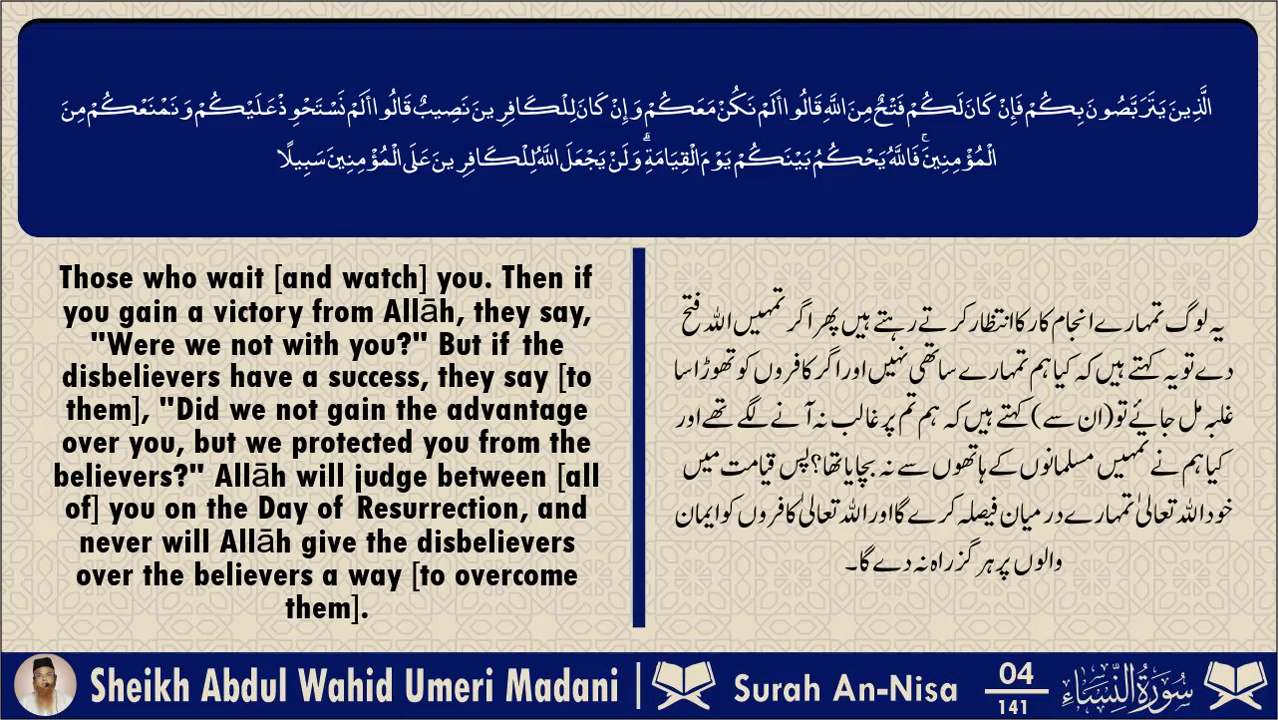 الَّذِينَ يَتَرَبَّصُونَ بِكُمْ فَإِنْ كَانَ لَكُمْ فَتْحٌ مِنَ اللَّهِ قَالُوا أَلَمْ نَكُنْ مَعَكُمْ وَإِنْ كَانَ لِلْكَافِرِينَ نَصِيبٌ قَالُوا أَلَمْ نَسْتَحْوِذْ عَلَيْكُمْ وَنَمْنَعْكُمْ مِنَ
الْمُؤْمِنِينَ ۚ فَاللَّهُ يَحْكُمُ بَيْنَكُمْ يَوْمَ الْقِيَامَةِ ۗ وَلَنْ يَجْعَلَ اللَّهُ لِلْكَافِرِينَ عَلَى الْمُؤْمِنِينَ سَبِيلًا
Those who wait [and watch] you. Then if
you gain a victory from Allāh, they say,
"Were we not with you?" But if the
disbelievers have a success, they say [to
them], "Did we not gain the advantage
over you, but we protected you from the
believers?" Allāh will judge between [all
of] you on the Day of Resurrection, and
never will Allāh give the disbelievers
over the believers a way [to overcome
them].
یہ لوگ تمہارے انجام کار کا انتظار کرتے رہتے ہیں پھر اگر تمہیں اللہ فتح
دے تو یہ کہتے ہیں کہ کیا ہم تمہارے ساتھی نہیں اور اگر کافروں کو تھوڑا سا
غلبہ مل جائے تو (ان سے) کہتے ہیں کہ ہم تم پر غالب نہ آنے لگے تھے اور
کیا ہم نے تمہیں مسلمانوں کے ہاتھوں سے نہ بچایا تھا؟ پس قیامت میں
خود اللہ تعالیٰ تمہارے درمیان فیصلہ کرے گا اور اللہ تعالیٰ کافروں کو ایمان
والوں پر ہرگز راہ نہ دے گا۔
Sheikh Abdul Wahid Umeri Madani |
Surah An-Nisa
04
141
سُورَةُ النِّسَاءِ